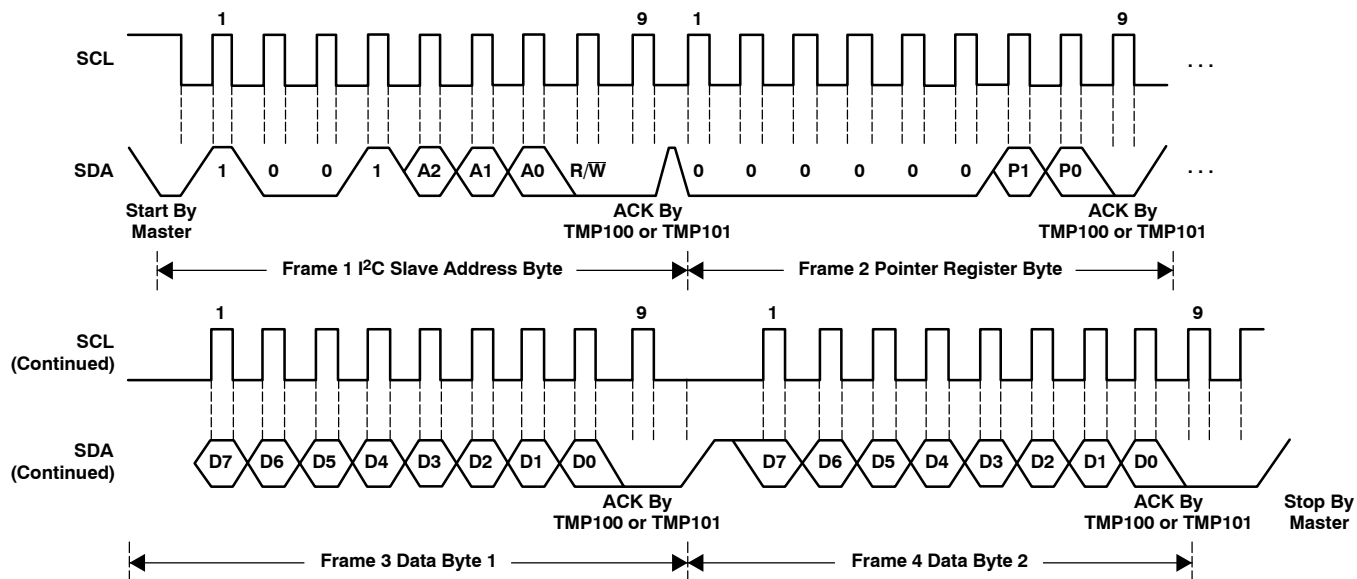 1 9 1 9
SCL . . .
SDA 1 0 0 1 A2 A1 A0 R/W̅ 0 0 0 0 0 0 P1 P0 . . .
Start By
Master
ACK By
TMP100 or TMP101
ACK By
TMP100 or TMP101
Frame 1 I²C Slave Address Byte
Frame 2 Pointer Register Byte
1 9 1 9
SCL
(Continued)
SDA
(Continued)
D7 D6 D5 D4 D3 D2 D1 D0 D7 D6 D5 D4 D3 D2 D1 D0
ACK By
TMP100 or TMP101
ACK By
TMP100 or TMP101
Stop By
Master
Frame 3 Data Byte 1
Frame 4 Data Byte 2